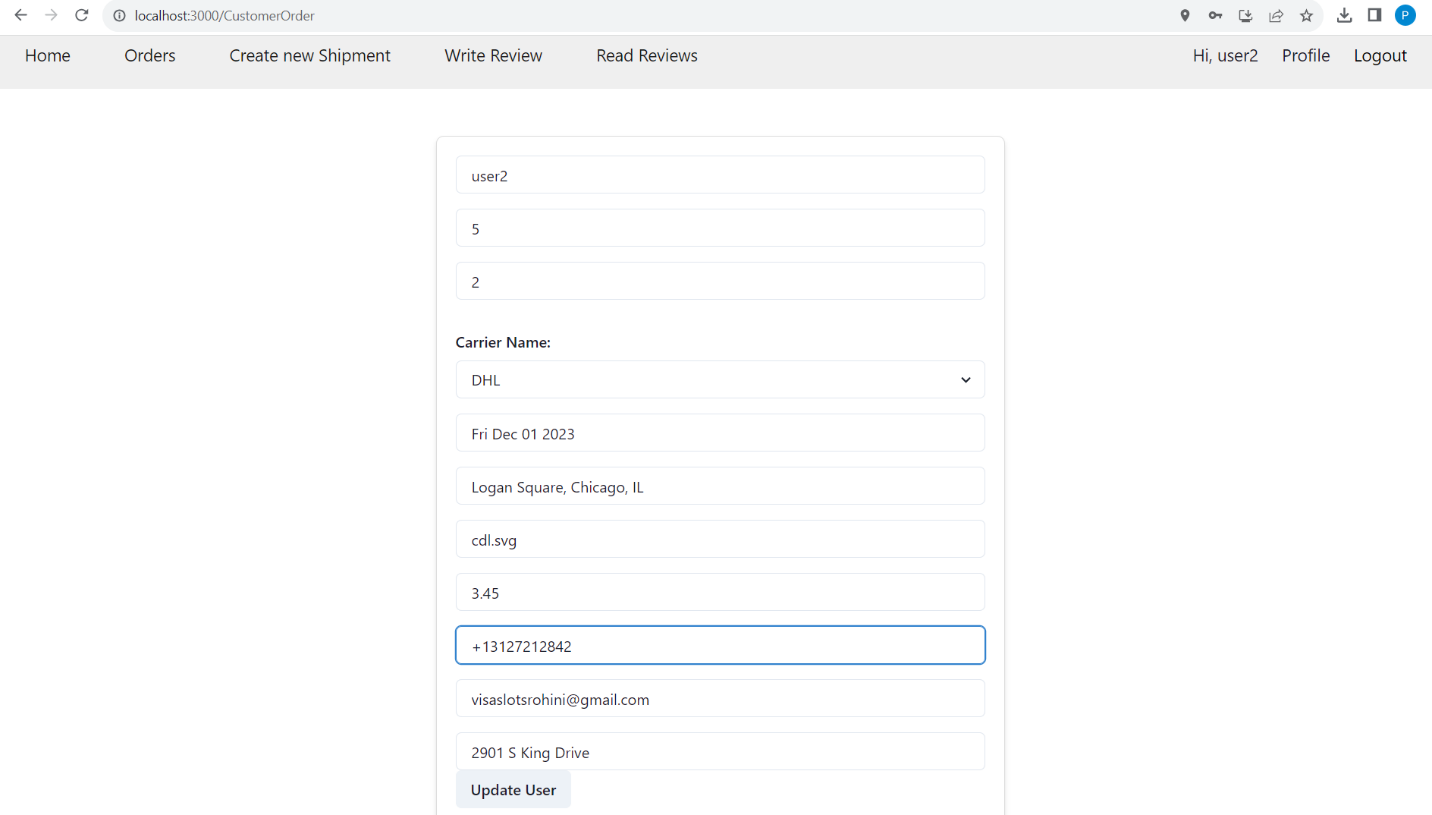 localhost:3000/CustomerOrder
P
Home Orders Create new Shipment Write Review Read Reviews Hi, user2 Profile Logout
user2
5
2
Carrier Name:
DHL
Fri Dec 01 2023
Logan Square, Chicago, IL
cdl.svg
3.45
+13127212842
visaslotsrohini@gmail.com
2901 S King Drive
Update User